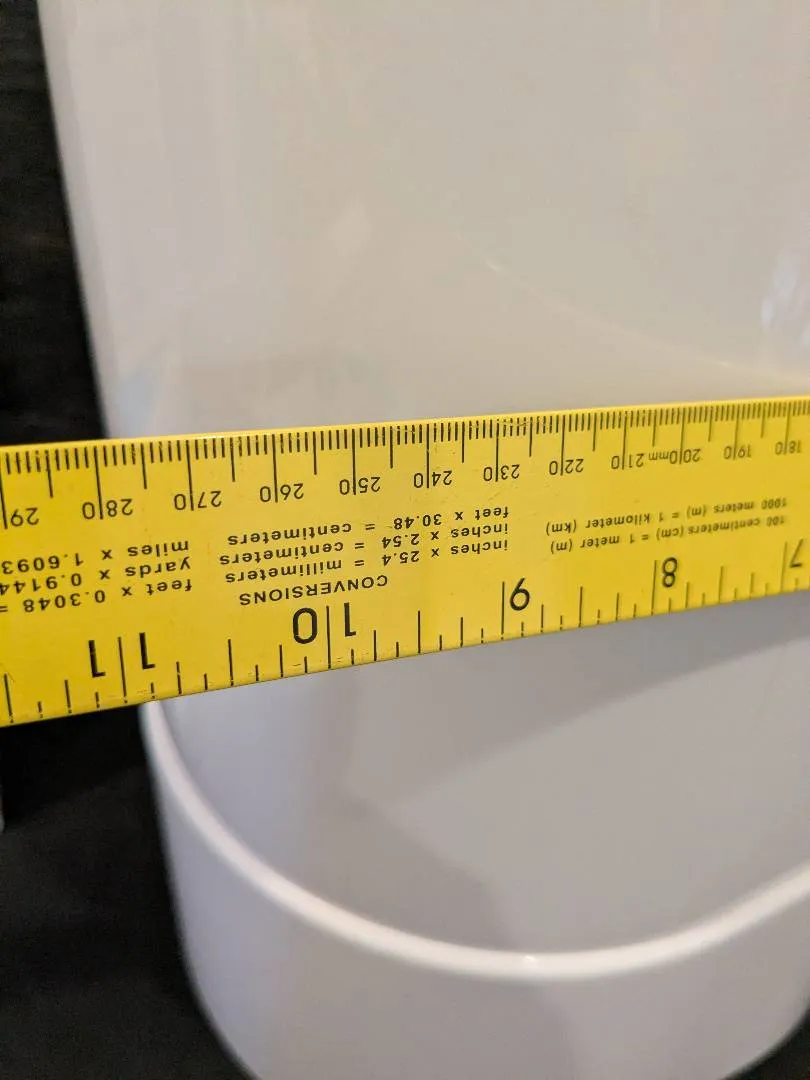 7 8 9 10 11
100 centimeters (cm) = 1 meter (m)
1000 meters (m) = 1 kilometer (km)
CONVERSIONS
inches x 25.4 = millimeters
inches x 2.54 = centimeters
feet x 30.48 = centimeters
feet x 0.3048 =
yards x 0.9144
miles x 1.6093
180 190 200mm 210 220 230 240 250 260 270 280 29